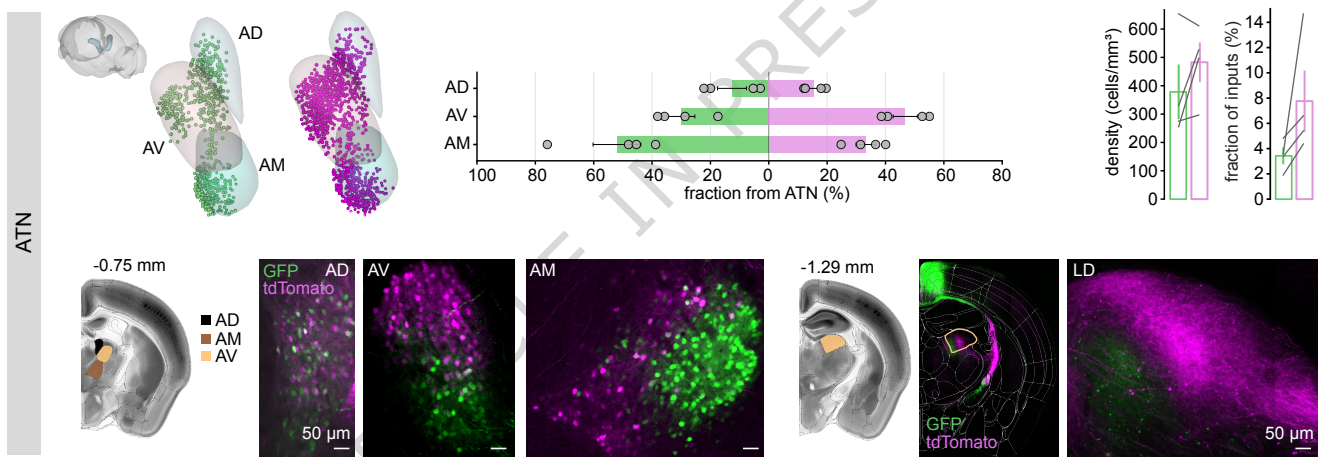 ATN
AD
AV
AM
AD
AV
AM
100 80 60 40 20 0 20 40 60 80
fraction from ATN (%)
density (cells/mm³)
600
500
400
300
200
100
0
fraction of inputs (%)
14
12
10
8
6
4
2
0
-0.75 mm
AD
AM
AV
GFP
tdTomato
AD
50 µm
AV
AM
-1.29 mm
GFP
tdTomato
LD
50 µm
E IN PRES